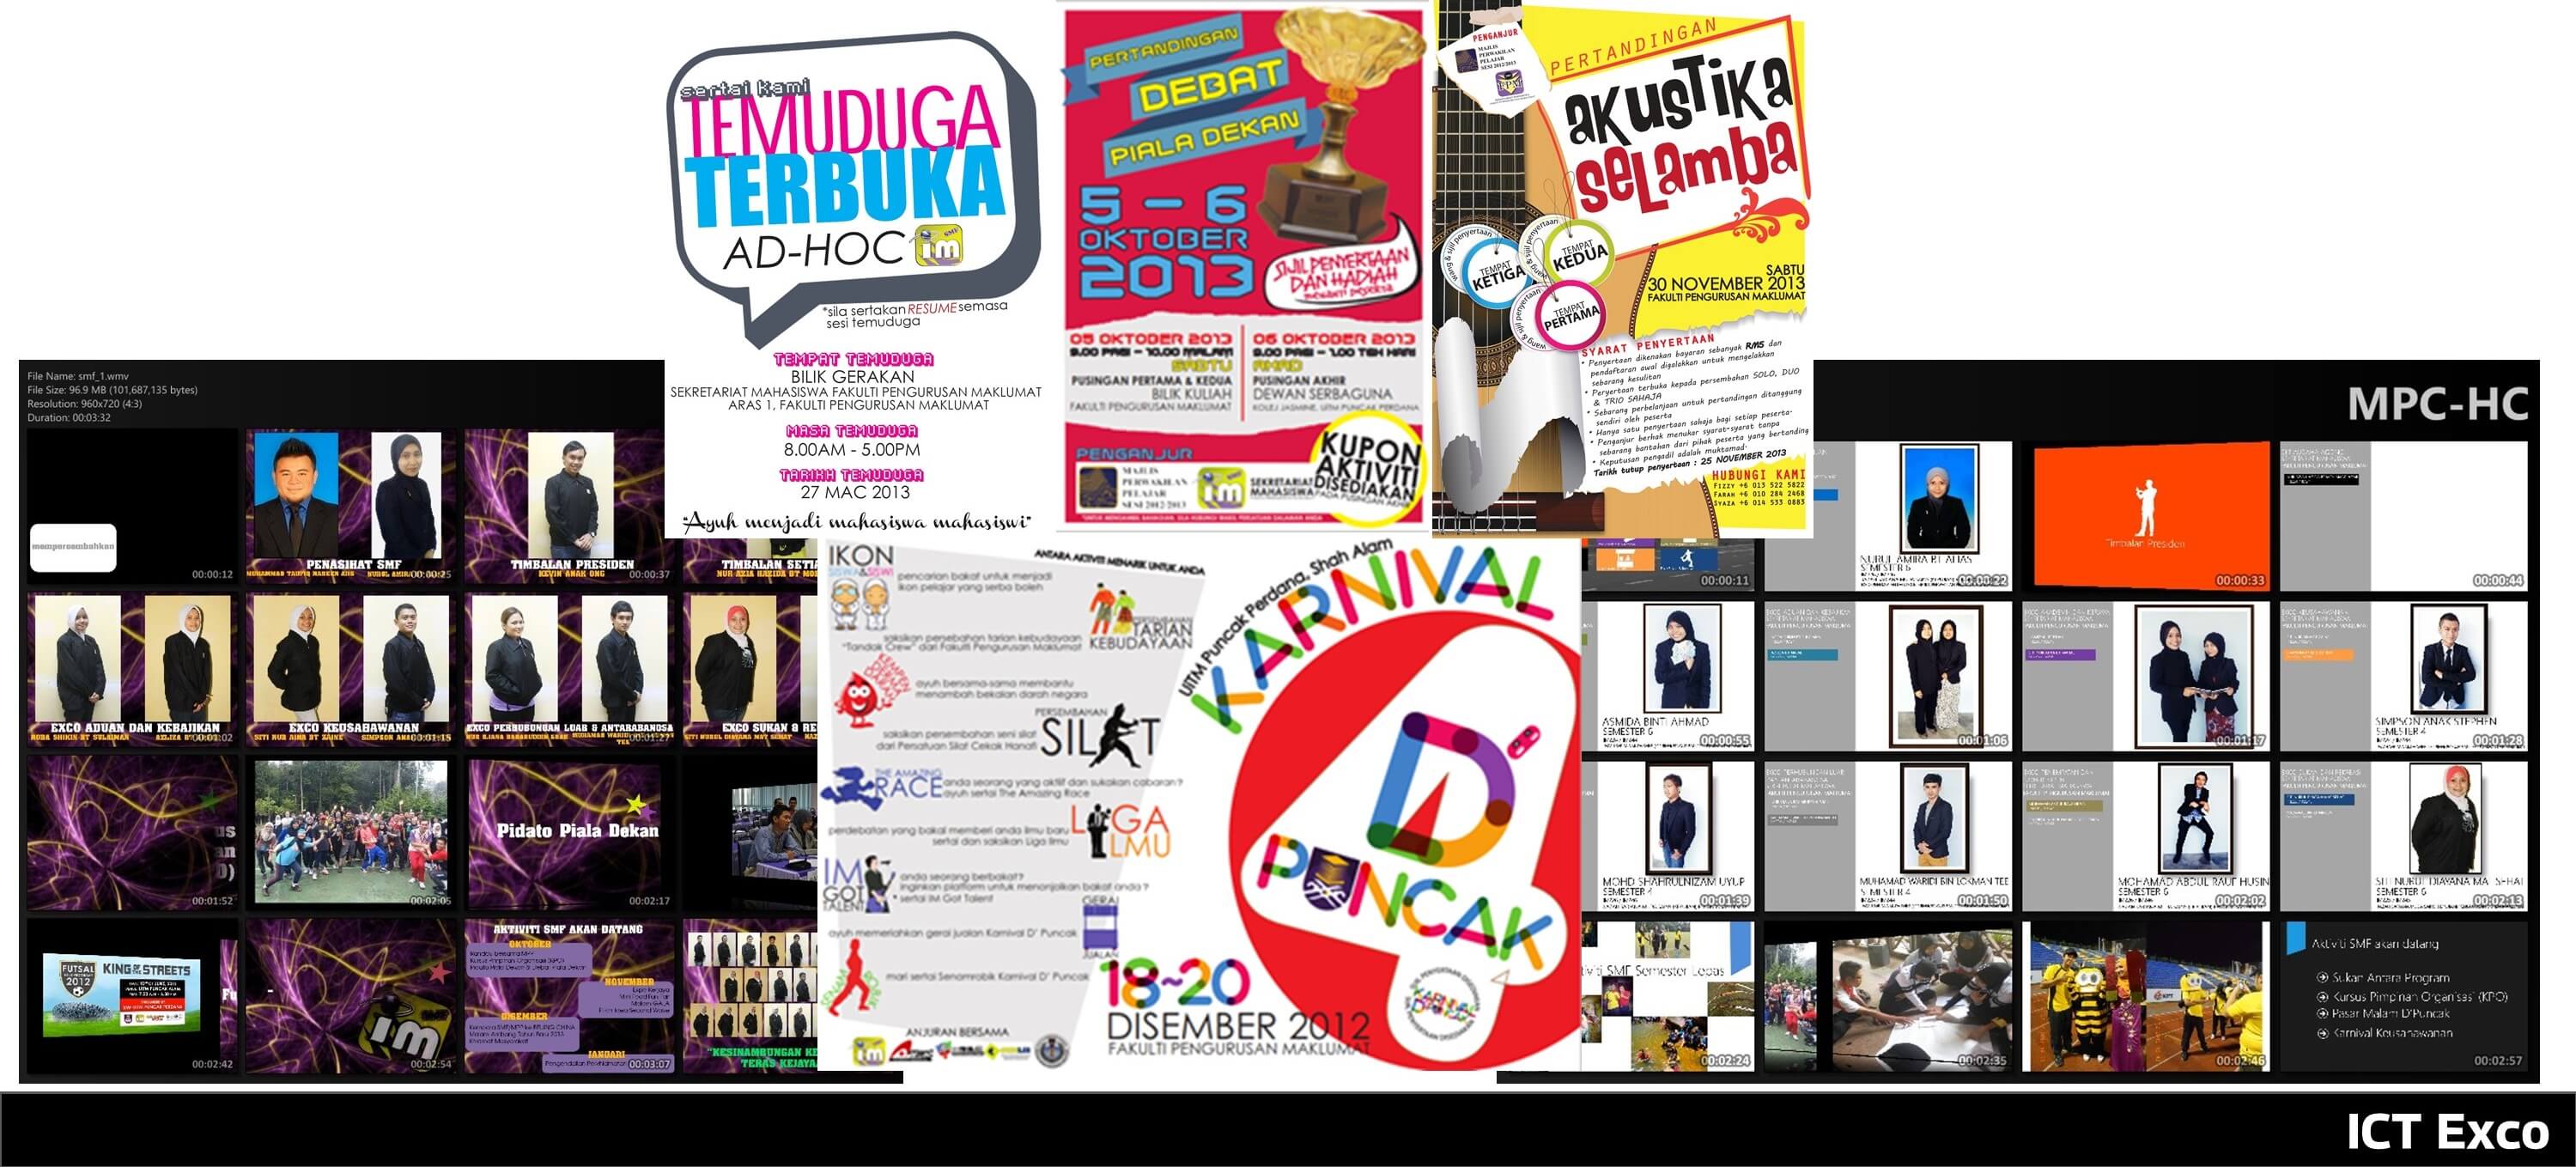 sertai kami
TEMUDUGA
TERBUKA
AD-HOC
im
SMF
*sila sertakan RESUME semasa
sesi temuduga
TEMPAT TEMUDUGA
BILIK GERAKAN
SEKRETARIAT MAHASISWA FAKULTI PENGURUSAN MAKLUMAT
ARAS 1, FAKULTI PENGURUSAN MAKLUMAT
MASA TEMUDUGA
8.00AM - 5.00PM
TARIKH TEMUDUGA
27 MAC 2013
"Ayuh menjadi mahasiswa mahasiswi"
PERTANDINGAN
DEBAT
PIALA DEKAN
5 - 6
OKTOBER
2013
SIJIL PENYERTAAN
DAN HADIAH
05 OKTOBER 2013
9.00 PAGI - 10.00 MALAM
SABTU
PUSINGAN PERTAMA & KEDUA
BILIK KULIAH
FAKULTI PENGURUSAN MAKLUMAT
06 OKTOBER 2013
9.00 PAGI - 1.00 TGH HARI
AHAD
PUSINGAN AKHIR
DEWAN SERBAGUNA
KOLEJ JASMINE, UITM PUNCAK PERDANA
KUPON
AKTIVITI
DISEDIAKAN
PADA PUSINGAN AKHIR
PENGANJUR
MAJLIS
PERWAKILAN
PELAJAR
SESI 2012/2013
im
SEKRETARIAT
MAHASISWA
PENGANJUR
MAJLIS
PERWAKILAN
PELAJAR
SESI 2012/2013
PERTANDINGAN
akustika
selamba
wang & sijil penyertaan
TEMPAT
KETIGA
wang & sijil penyertaan
TEMPAT
KEDUA
wang & sijil penyertaan
TEMPAT
PERTAMA
SABTU
30 NOVEMBER 2013
FAKULTI PENGURUSAN MAKLUMAT
SYARAT PENYERTAAN
• Penyertaan dikenakan bayaran sebanyak RM5 dan
pendaftaran awal digalakkan untuk mengelakkan
sebarang kesulitan
• Penyertaan terbuka kepada persembahan SOLO, DUO
& TRIO SAHAJA
• Sebarang perbelanjaan untuk pertandingan ditanggung
sendiri oleh peserta
• Hanya satu penyertaan sahaja bagi setiap peserta.
• Penganjur berhak menukar syarat-syarat tanpa
sebarang bantahan dari pihak peserta yang bertanding
• Keputusan pengadil adalah muktamad.
Tarikh tutup penyertaan : 25 NOVEMBER 2013
HUBUNGI KAMI
FIZZY +6 013 522 5822
FARAH +6 010 284 2468
SYAZA +6 014 533 0883
File Name: smf_1.wmv
File Size: 96.9 MB (101,687,135 bytes)
Resolution: 960x720 (4:3)
Duration: 00:03:32
mempersembahkan
00:00:12
PENASIHAT SMF
00:00:25
TIMBALAN PRESIDEN
KEVIN ANAK ONG
00:00:37
TIMBALAN SETIA
EXCO ADUAN DAN KEBAJIKAN
00:01:02
EXCO KEUSAHAWANAN
00:01:15
EXCO PERHUBUNGAN LUAR & ANTARABANGSA
00:01:27
EXCO SUKAN & RE
00:01:52
00:02:05
Pidato Piala Dekan
00:02:17
FUTSAL
2012
KING OF THE STREETS
00:02:42
im
00:02:54
AKTIVITI SMF AKAN DATANG
OKTOBER
NOVEMBER
DISEMBER
JANUARI
00:03:07
"KESINAMBUNGAN KE
TERAS KEJAYA
ANTARA AKTIVITI MENARIK UNTUK ANDA
IKON
SISWA&SISWI
pencarian bakat untuk menjadi
ikon pelajar yang serba boleh
PERSEMBAHAN
TARIAN
KEBUDAYAAN
saksikan persebahan tarian kebudayaan
"Tandak Crew" dari Fakulti Pengurusan Maklumat
KEMPEN
DERMA
DARAH
ayuh bersama-sama membantu
menambah bekalan darah negara
PERSEMBAHAN
SILAT
saksikan persembahan seni silat
dari Persatuan Silat Cekak Hanafi
THE AMAZING
RACE
anda seorang yang aktif dan sukakan cabaran?
ayuh sertai The Amazing Race
perdebatan yang bakal memberi anda ilmu baru
sertai dan saksikan Liga Ilmu
LIGA
ILMU
IM
GOT
TALENT
anda seorang berbakat?
inginkan platform untuk menonjolkan bakat anda ?
* sertai IM Got Talent
GERAI
JUALAN
ayuh memeriahkan gerai jualan Karnival D' Puncak
mari sertai Senamrobik Karnival D' Puncak
ANJURAN BERSAMA
UiTM Puncak Perdana, Shah Alam
KARNIVAL
D'
PUNCAK
18~20
DISEMBER 2012
FAKULTI PENGURUSAN MAKLUMAT
MPC-HC
00:00:11
NURUL AMIRA BT ALIAS
SEMESTER 6
00:00:22
Timbalan Presiden
00:00:33
00:00:44
ASMIDA BINTI AHMAD
SEMESTER 6
00:00:55
00:01:06
00:01:17
SIMPSON ANAK STEPHEN
SEMESTER 4
00:01:28
MOHD SHAHRULNIZAM UYUP
SEMESTER 4
00:01:39
MUHAMAD WARIDI BIN LOKMAN TEE
SEMESTER 4
00:01:50
MOHAMAD ABDUL RAUF HUSIN
SEMESTER 6
00:02:02
SITI NURUL DIAYANA MAT SEHAT
SEMESTER 6
00:02:13
tiviti SMF Semester Lepas
00:02:24
00:02:35
00:02:46
Aktiviti SMF akan datang
Sukan Antara Program
Kursus Pimpinan Organisasi (KPO)
Pasar Malam D'Puncak
Karnival Keusahawanan
00:02:57
ICT Exco